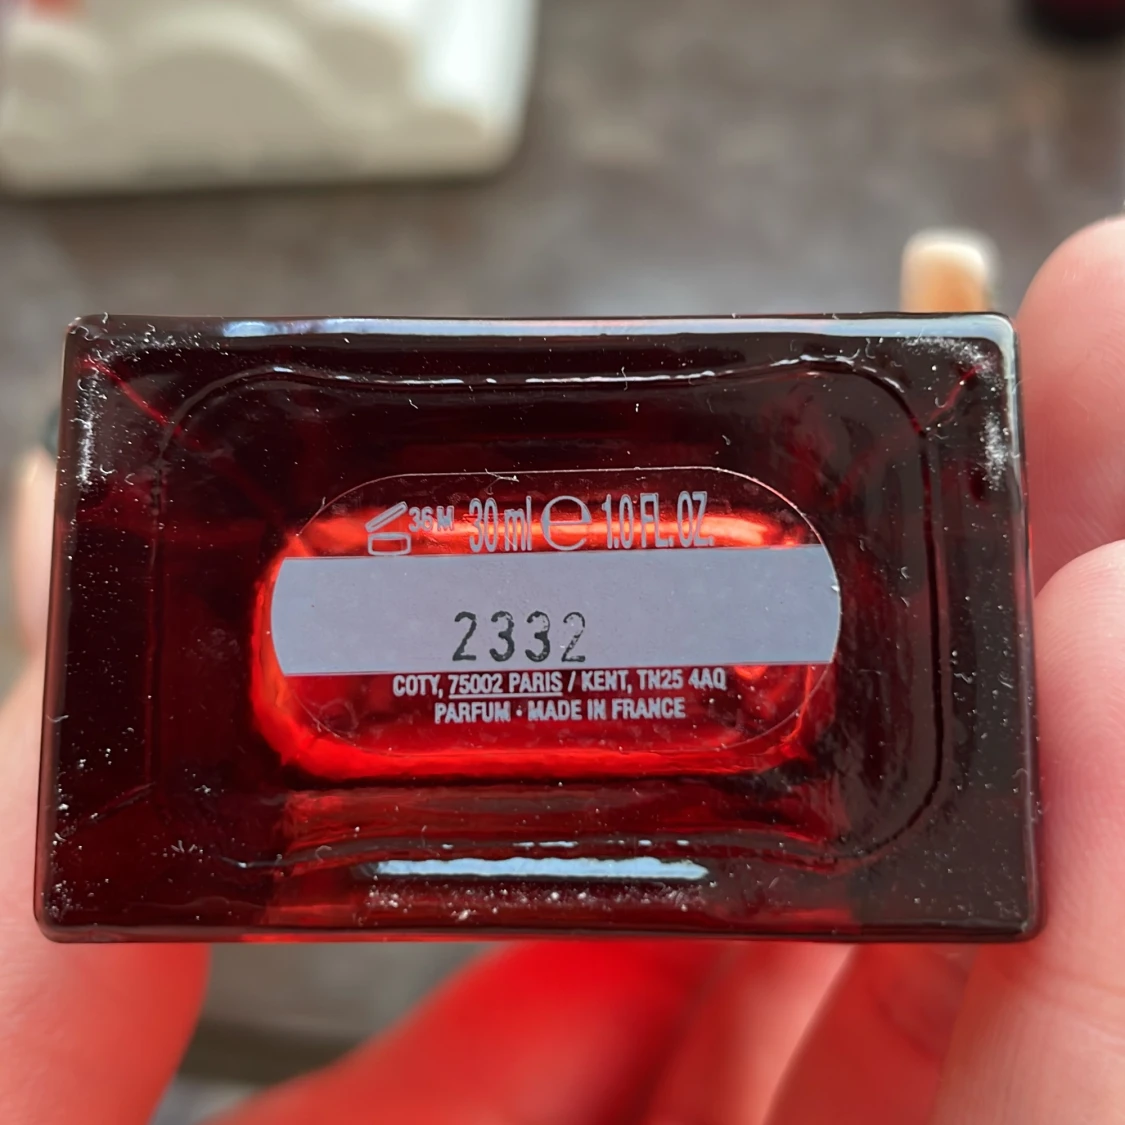 36M 30ml ℮ 1.0 FL.OZ.
2332
COTY, 75002 PARIS / KENT, TN25 4AQ
PARFUM · MADE IN FRANCE